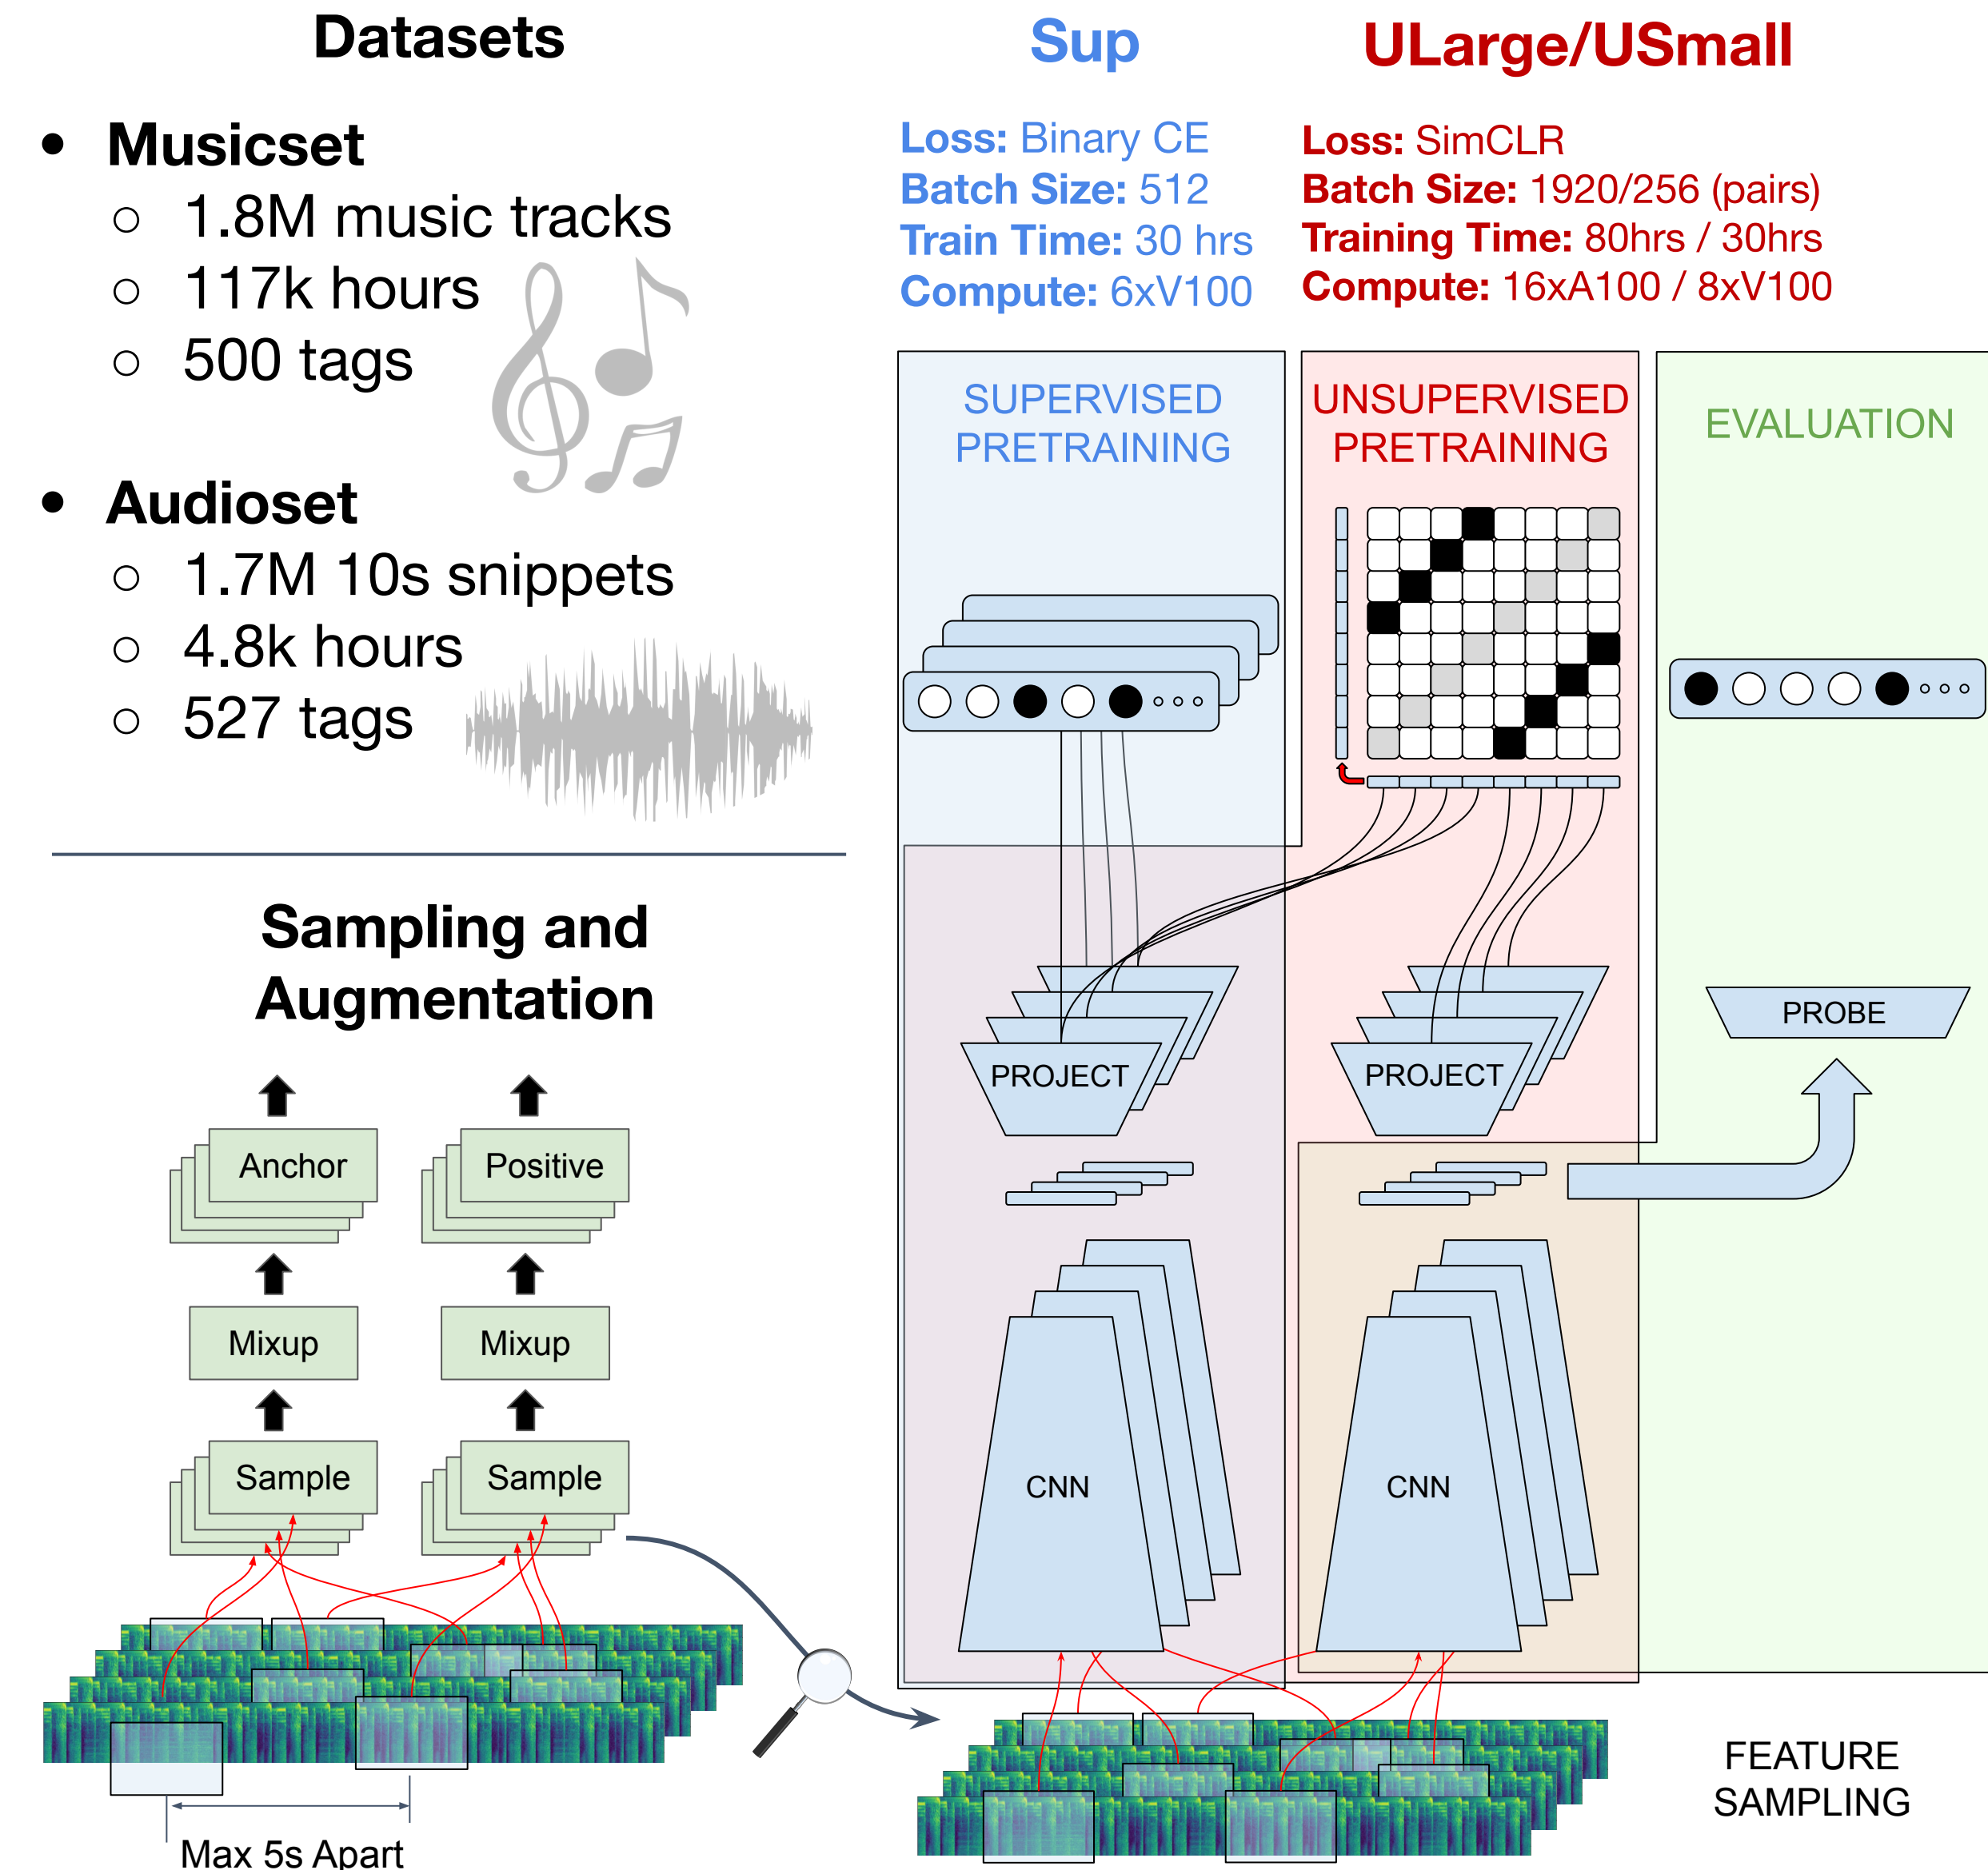 Datasets
Musicset
1.8M music tracks
117k hours
500 tags
Audioset
1.7M 10s snippets
4.8k hours
527 tags
Sampling and
Augmentation
Anchor
Positive
Mixup
Mixup
Sample
Sample
Max 5s Apart
Sup
Loss: Binary CE
Batch Size: 512
Train Time: 30 hrs
Compute: 6xV100
ULarge/USmall
Loss: SimCLR
Batch Size: 1920/256 (pairs)
Training Time: 80hrs / 30hrs
Compute: 16xA100 / 8xV100
SUPERVISED
PRETRAINING
UNSUPERVISED
PRETRAINING
EVALUATION
PROJECT
PROJECT
PROBE
CNN
CNN
FEATURE
SAMPLING